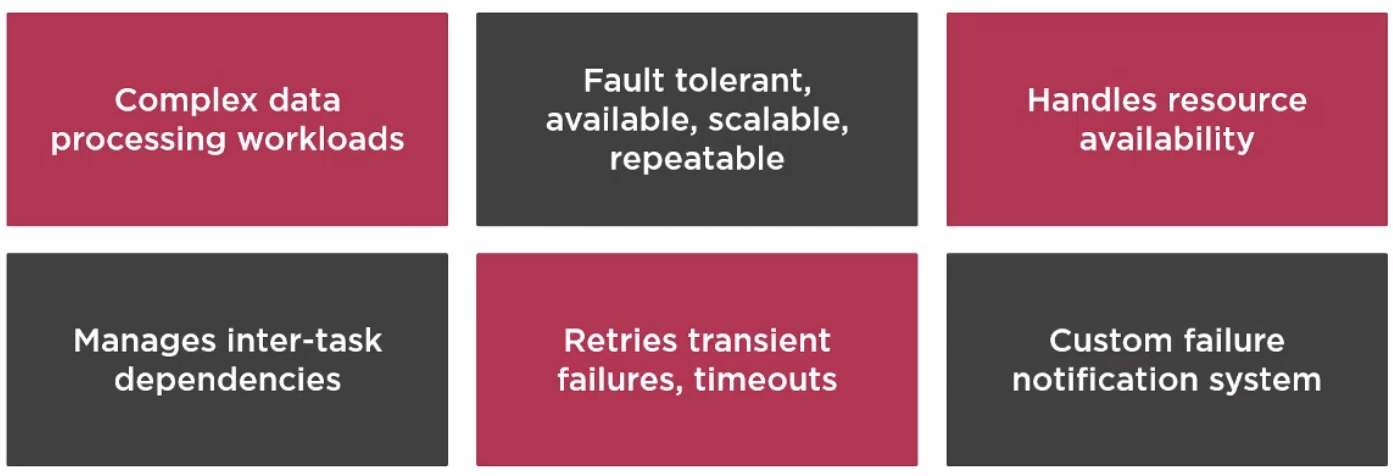 Complex data
processing workloads
Fault tolerant,
available, scalable,
repeatable
Handles resource
availability
Manages inter-task
dependencies
Retries transient
failures, timeouts
Custom failure
notification system